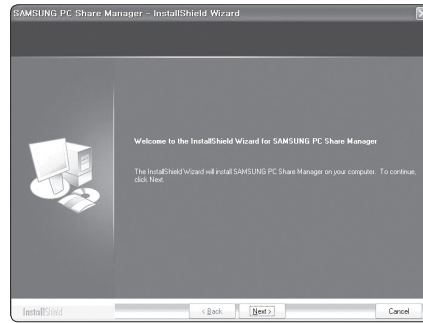 SAMSUNG PC Share Manager - InstallShield Wizard
Welcome to the InstallShield Wizard for SAMSUNG PC Share Manager
The InstallShield Wizard will install SAMSUNG PC Share Manager on your computer. To continue,
click Next.
InstallShield
< Back Next > Cancel